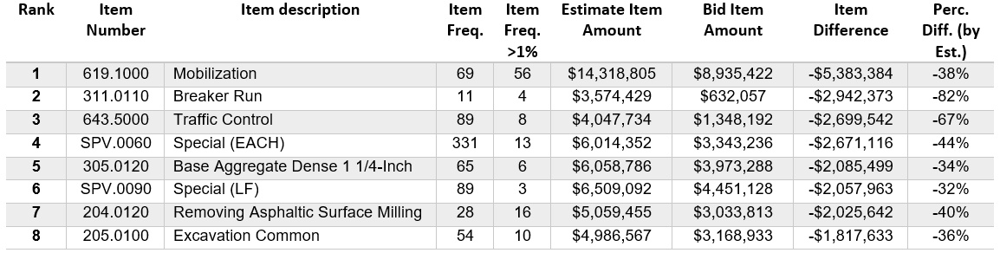 Rank Item Number Item description Item Freq. Item Freq. >1% Estimate Item Amount Bid Item Amount Item Difference Perc. Diff. (by Est.)
1 619.1000 Mobilization 69 56 $14,318,805 $8,935,422 -$5,383,384 -38%
2 311.0110 Breaker Run 11 4 $3,574,429 $632,057 -$2,942,373 -82%
3 643.5000 Traffic Control 89 8 $4,047,734 $1,348,192 -$2,699,542 -67%
4 SPV.0060 Special (EACH) 331 13 $6,014,352 $3,343,236 -$2,671,116 -44%
5 305.0120 Base Aggregate Dense 1 1/4-Inch 65 6 $6,058,786 $3,973,288 -$2,085,499 -34%
6 SPV.0090 Special (LF) 89 3 $6,509,092 $4,451,128 -$2,057,963 -32%
7 204.0120 Removing Asphaltic Surface Milling 28 16 $5,059,455 $3,033,813 -$2,025,642 -40%
8 205.0100 Excavation Common 54 10 $4,986,567 $3,168,933 -$1,817,633 -36%